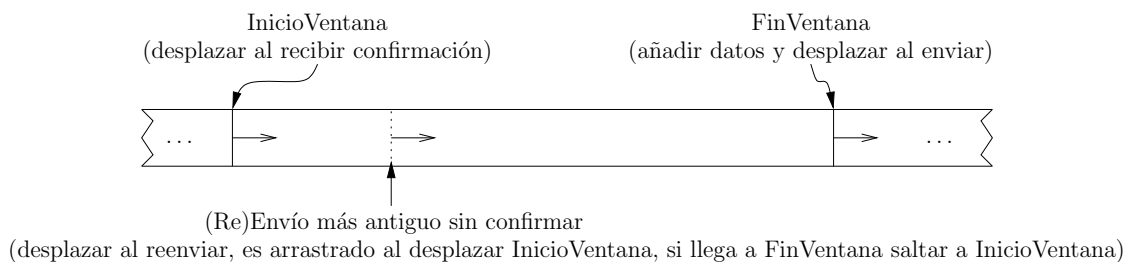 InicioVentana
(desplazar al recibir confirmación)
FinVentana
(añadir datos y desplazar al enviar)
...
...
(Re)Envío más antiguo sin confirmar
(desplazar al reenviar, es arrastrado al desplazar InicioVentana, si llega a FinVentana saltar a InicioVentana)